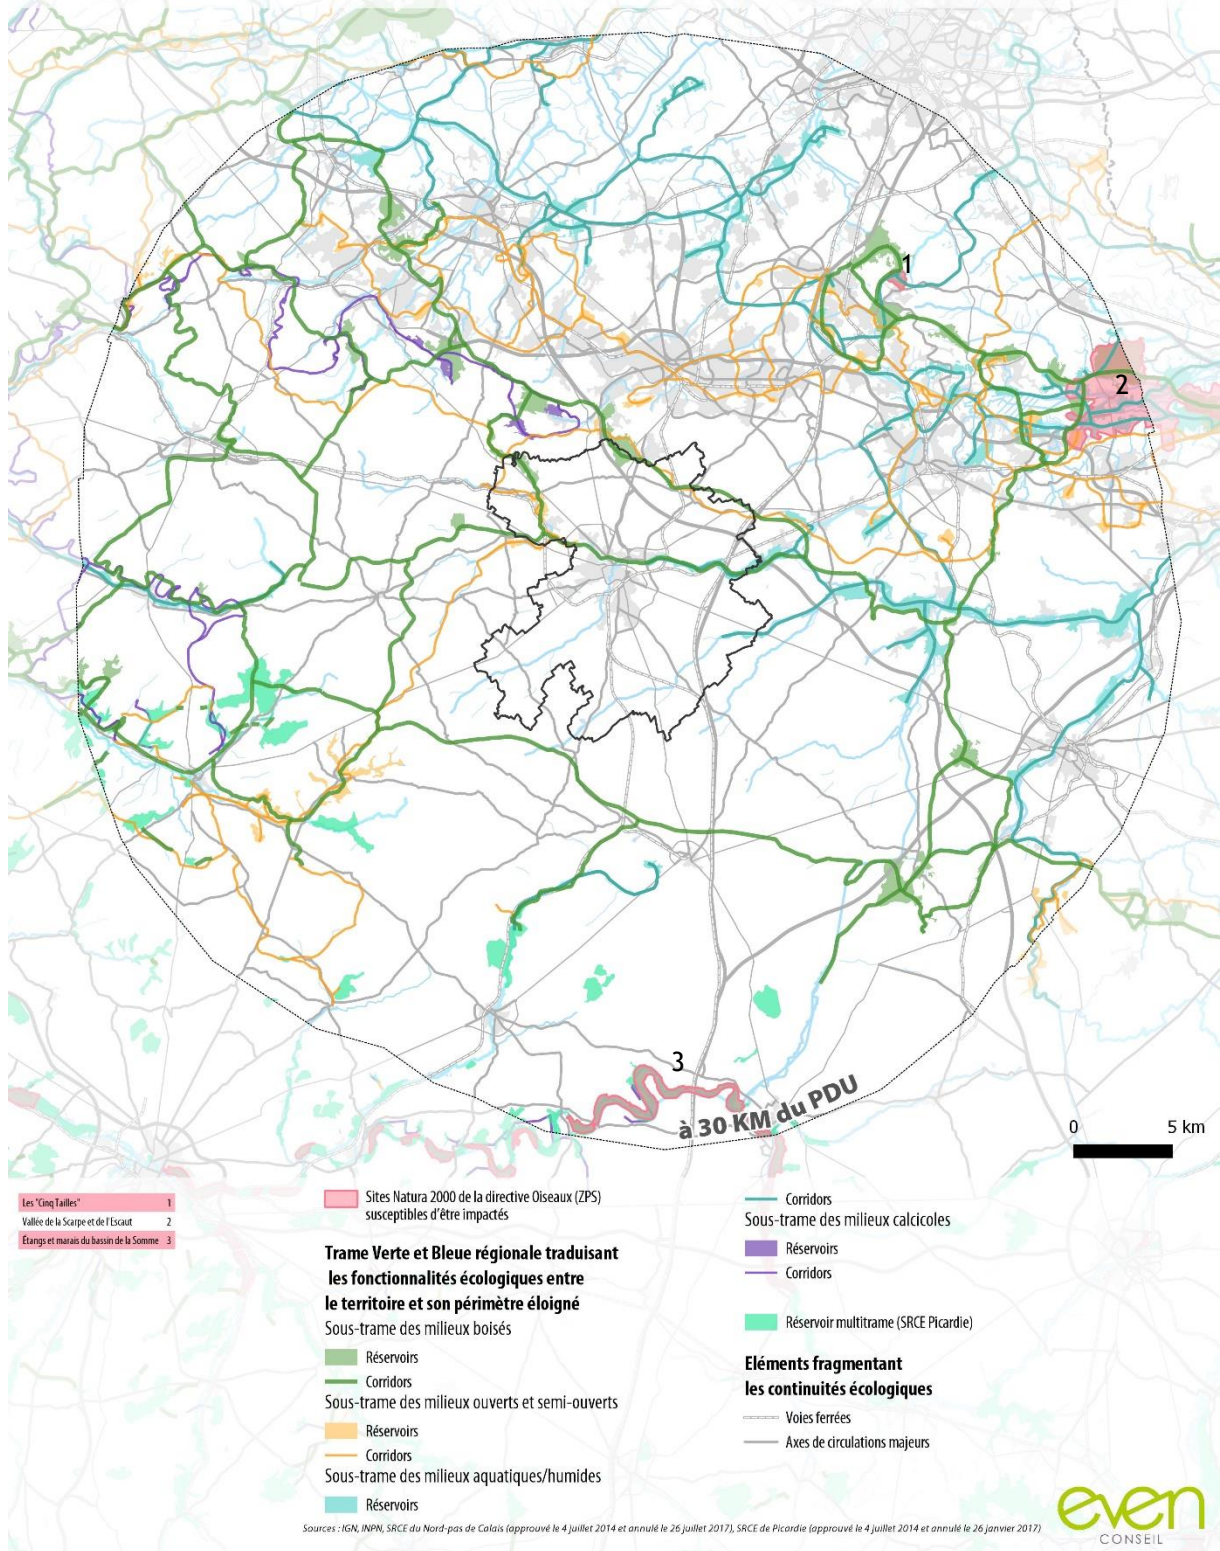 1
2
3
à 30 KM du PDU
0 5 km
Les "Cinq Tailles" 1
Vallée de la Scarpe et de l'Escaut 2
Étangs et marais du bassin de la Somme 3
Sites Natura 2000 de la directive Oiseaux (ZPS)
susceptibles d'être impactés
Trame Verte et Bleue régionale traduisant
les fonctionnalités écologiques entre
le territoire et son périmètre éloigné
Sous-trame des milieux boisés
Réservoirs
Corridors
Sous-trame des milieux ouverts et semi-ouverts
Réservoirs
Corridors
Sous-trame des milieux aquatiques/humides
Réservoirs
Corridors
Sous-trame des milieux calcicoles
Réservoirs
Corridors
Réservoir multitrame (SRCE Picardie)
Eléments fragmentant
les continuités écologiques
Voies ferrées
Axes de circulations majeurs
Sources : IGN, INPN, SRCE du Nord-pas de Calais (approuvé le 4 juillet 2014 et annulé le 26 juillet 2017), SRCE de Picardie (approuvé le 4 juillet 2014 et annulé le 26 janvier 2017)
even
CONSEIL